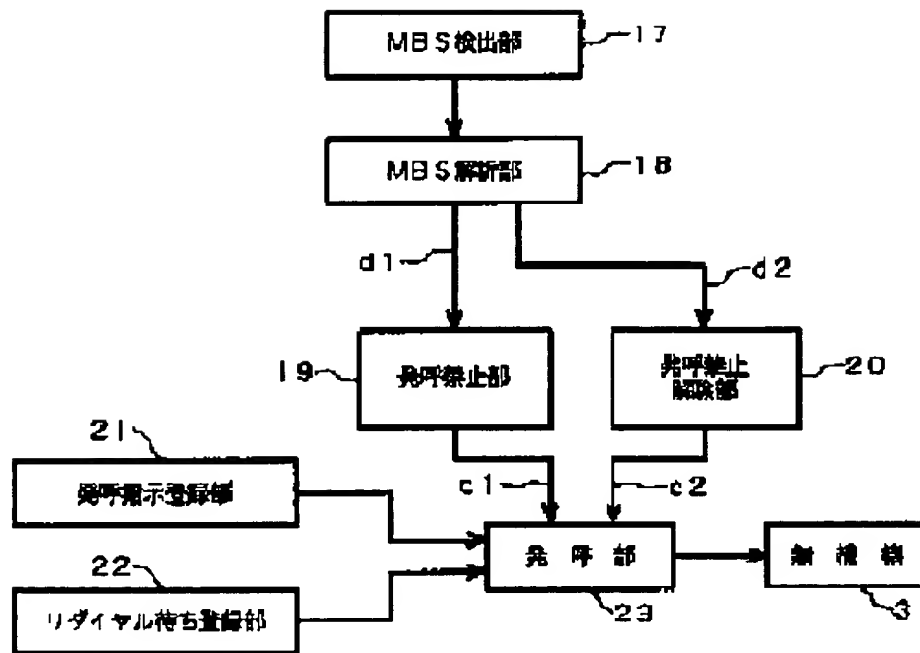 MBS検出部
17
MBS解析部
18
d1
d2
19
発呼禁止部
発呼禁止
解除部
20
21
発呼指示登録部
c1
c2
発呼部
22
リダイヤル待ち登録部
23
3